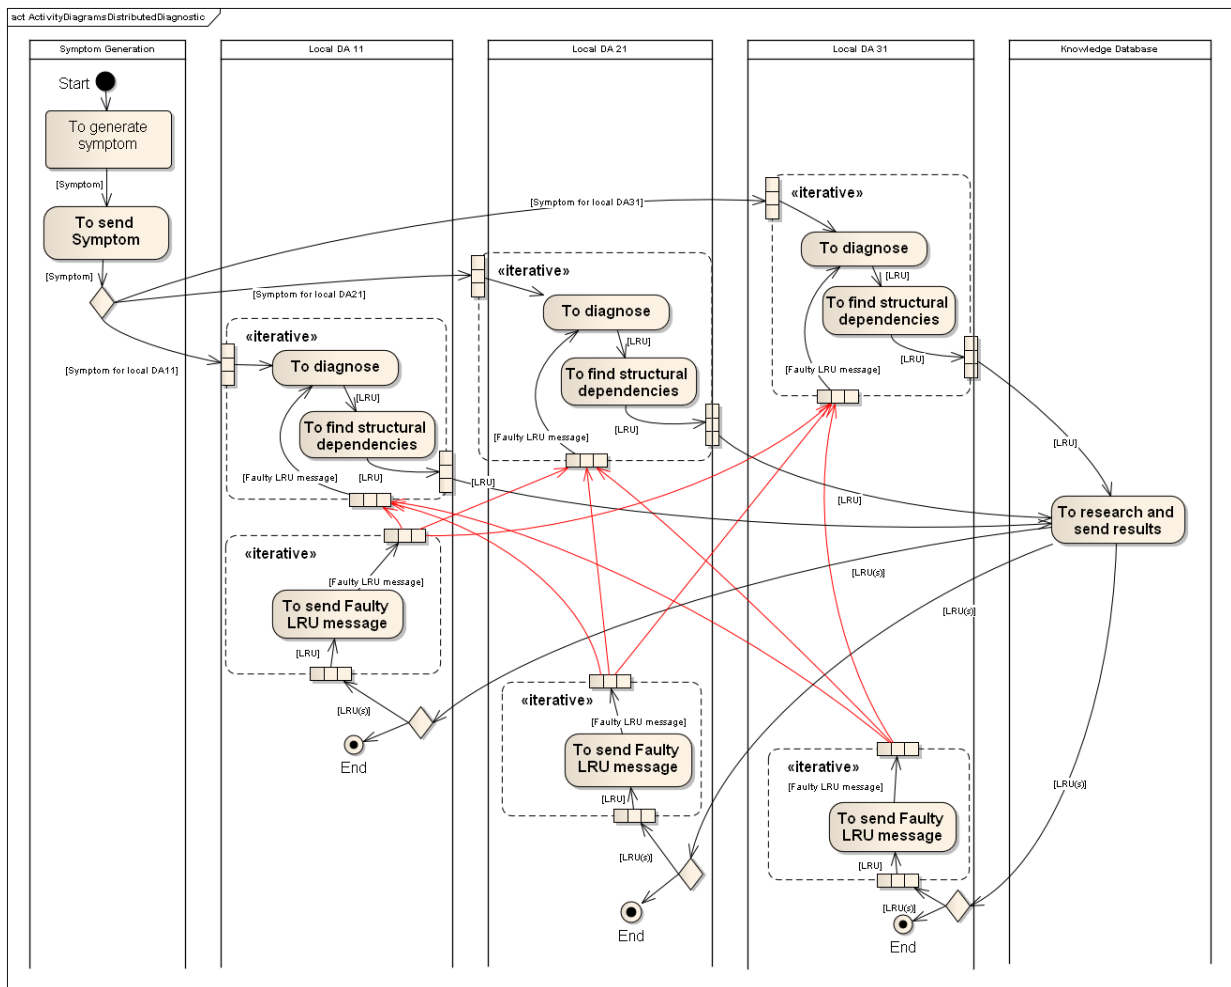 act ActivityDiagramsDistributedDiagnostic
Symptom Generation
Local DA 11
Local DA 21
Local DA 31
Knowledge Database
Start
To generate
symptom
[Symptom]
To send
Symptom
[Symptom]
[Symptom for local DA31]
[Symptom for local DA21]
[Symptom for local DA11]
«iterative»
To diagnose
[LRU]
To find structural
dependencies
[LRU]
[Faulty LRU message]
[LRU]
«iterative»
To send Faulty
LRU message
[Faulty LRU message]
[LRU]
[LRU(s)]
End
«iterative»
To diagnose
[LRU]
To find structural
dependencies
[LRU]
[Faulty LRU message]
[LRU]
«iterative»
[Faulty LRU message]
To send Faulty
LRU message
[LRU]
[LRU(s)]
End
«iterative»
To diagnose
[LRU]
To find structural
dependencies
[LRU]
[Faulty LRU message]
[LRU]
«iterative»
[Faulty LRU message]
To send Faulty
LRU message
[LRU]
[LRU(s)]
End
To research and
send results
[LRU(s)]
[LRU(s)]
[LRU(s)]